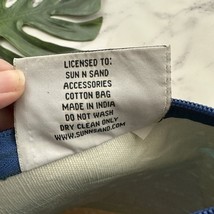 LICENSED TO:
SUN N SAND
ACCESSORIES
COTTON BAG
MADE IN INDIA
DO NOT WASH
DRY CLEAN ONLY
WWW.SUNNSAND.COM